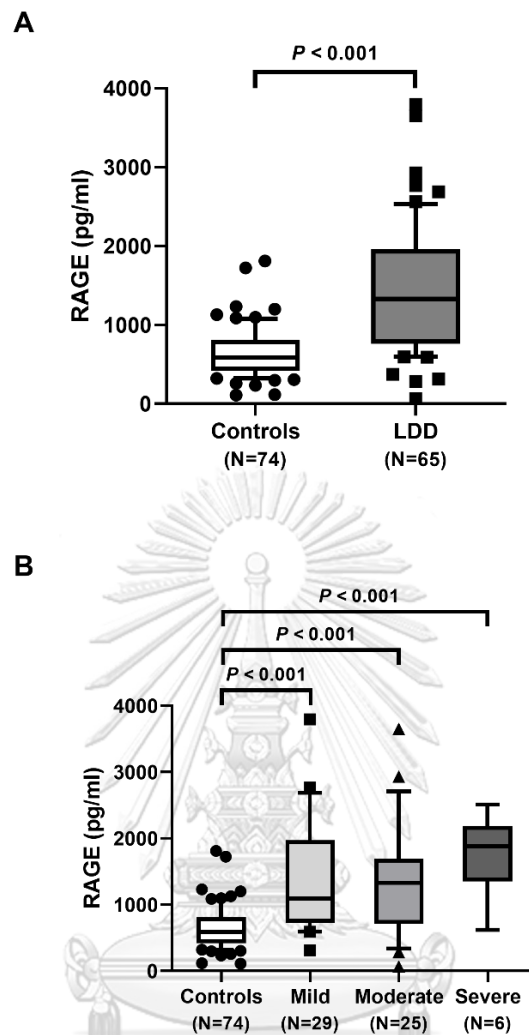 A
P < 0.001
4000
3000
2000
1000
0
RAGE (pg/ml)
Controls LDD
(N=74) (N=65)
B
P < 0.001
P < 0.001
P < 0.001
4000
3000
2000
1000
0
RAGE (pg/ml)
Controls Mild Moderate Severe
(N=74) (N=29) (N=25) (N=6)